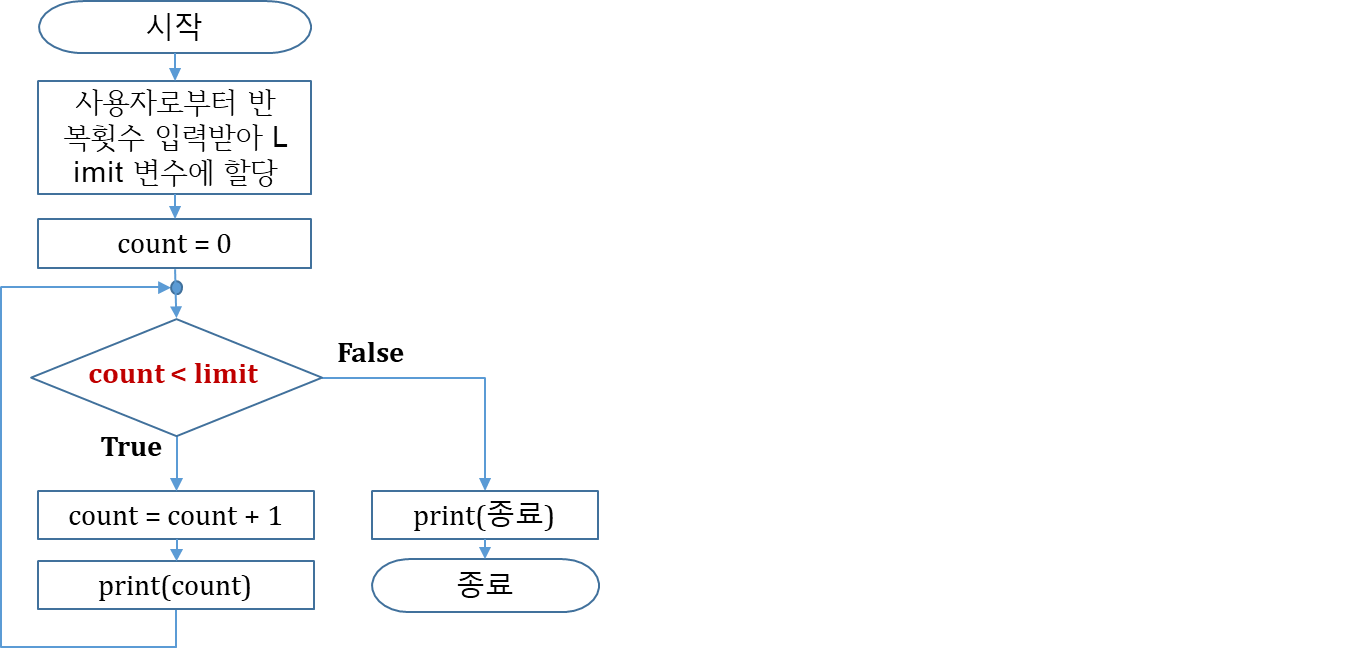 시작
사용자로부터 반
복횟수 입력받아 L
imit 변수에 할당
count = 0
count < limit
False
True
count = count + 1
print(count)
print(종료)
종료